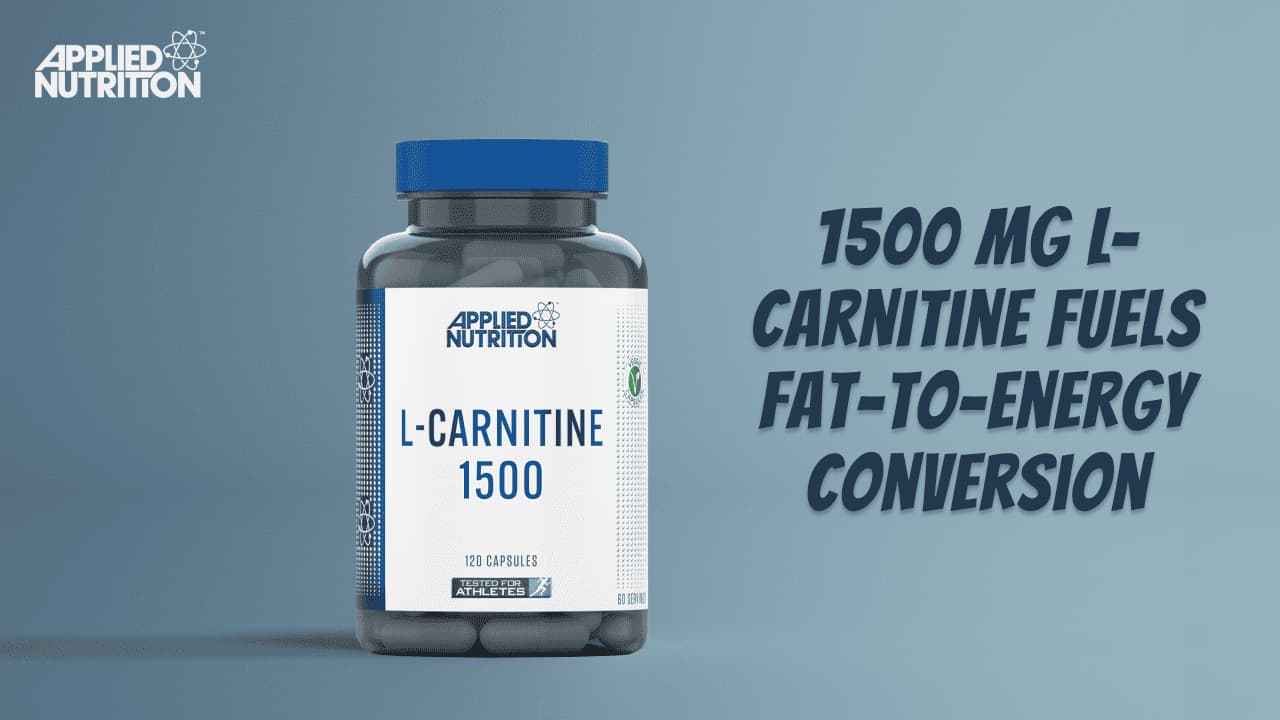 APPLIED
NUTRITION
APPLIED
NUTRITION
L-CARNITINE
1500
120 CAPSULES
TESTED FOR
ATHLETES
1500 MG L-
CARNITINE FUELS
FAT-TO-ENERGY
CONVERSION